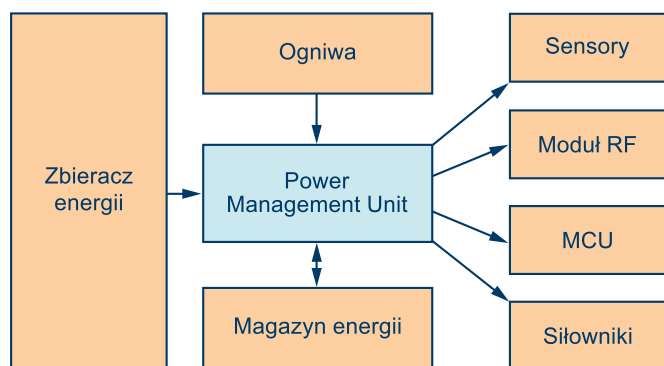 Zbieracz
energii
Ogniwa
Power
Management Unit
Magazyn energii
Sensory
Moduł RF
MCU
Siłowniki